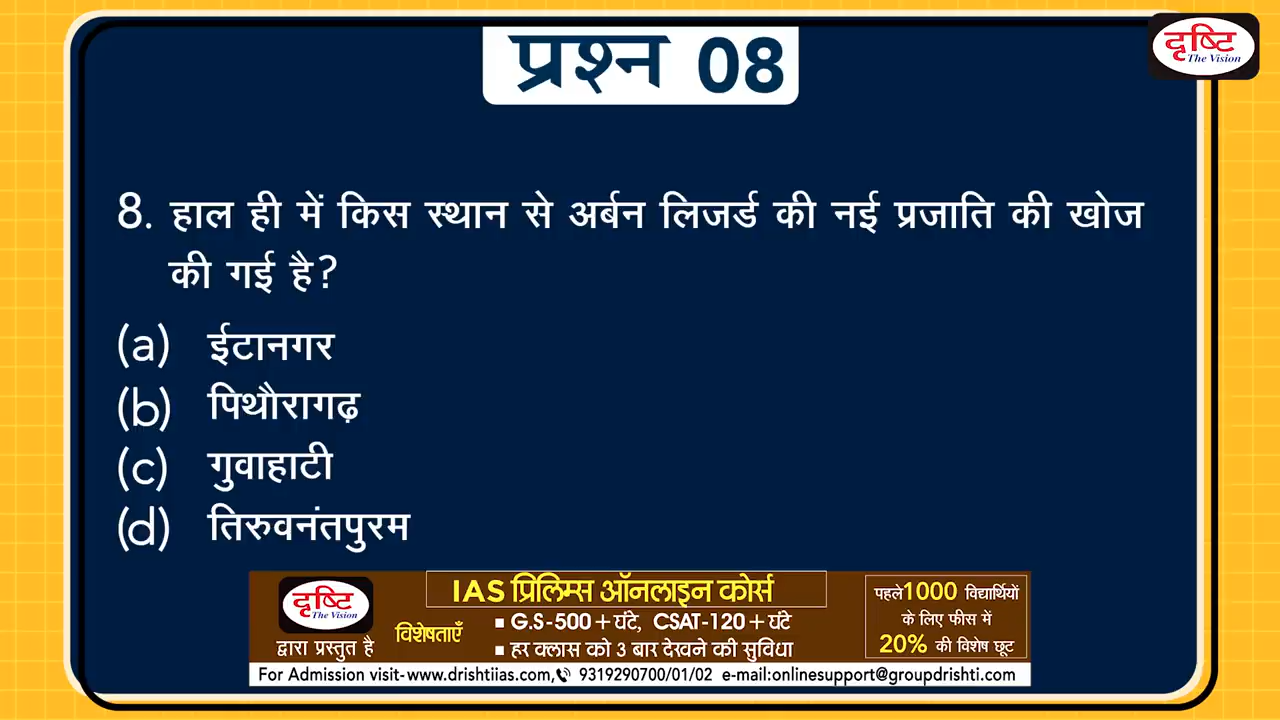 प्रश्न 08
दृष्टि
The Vision
8. हाल ही में किस स्थान से अर्बन लिजर्ड की नई प्रजाति की खोज
की गई है?
(a) ईटानगर
(b) पिथौरागढ़
(c) गुवाहाटी
(d) तिरुवनंतपुरम
दृष्टि
The Vision
द्वारा प्रस्तुत है
IAS प्रिलिम्स ऑनलाइन कोर्स
विशेषताएँ
▪ G.S-500+घंटे, CSAT-120+घंटे
▪ हर क्लास को 3 बार देखने की सुविधा
पहले 1000 विद्यार्थियों
के लिए फीस में
20% की विशेष छूट
For Admission visit-www.drishtiias.com, 9319290700/01/02 e-mail:onlinesupport@groupdrishti.com